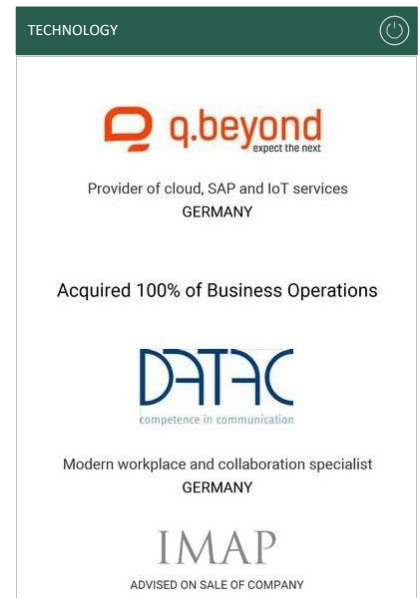 TECHNOLOGY
q.beyond
expect the next
Provider of cloud, SAP and IoT services
GERMANY
Acquired 100% of Business Operations
DATAC
competence in communication
Modern workplace and collaboration specialist
GERMANY
IMAP
ADVISED ON SALE OF COMPANY